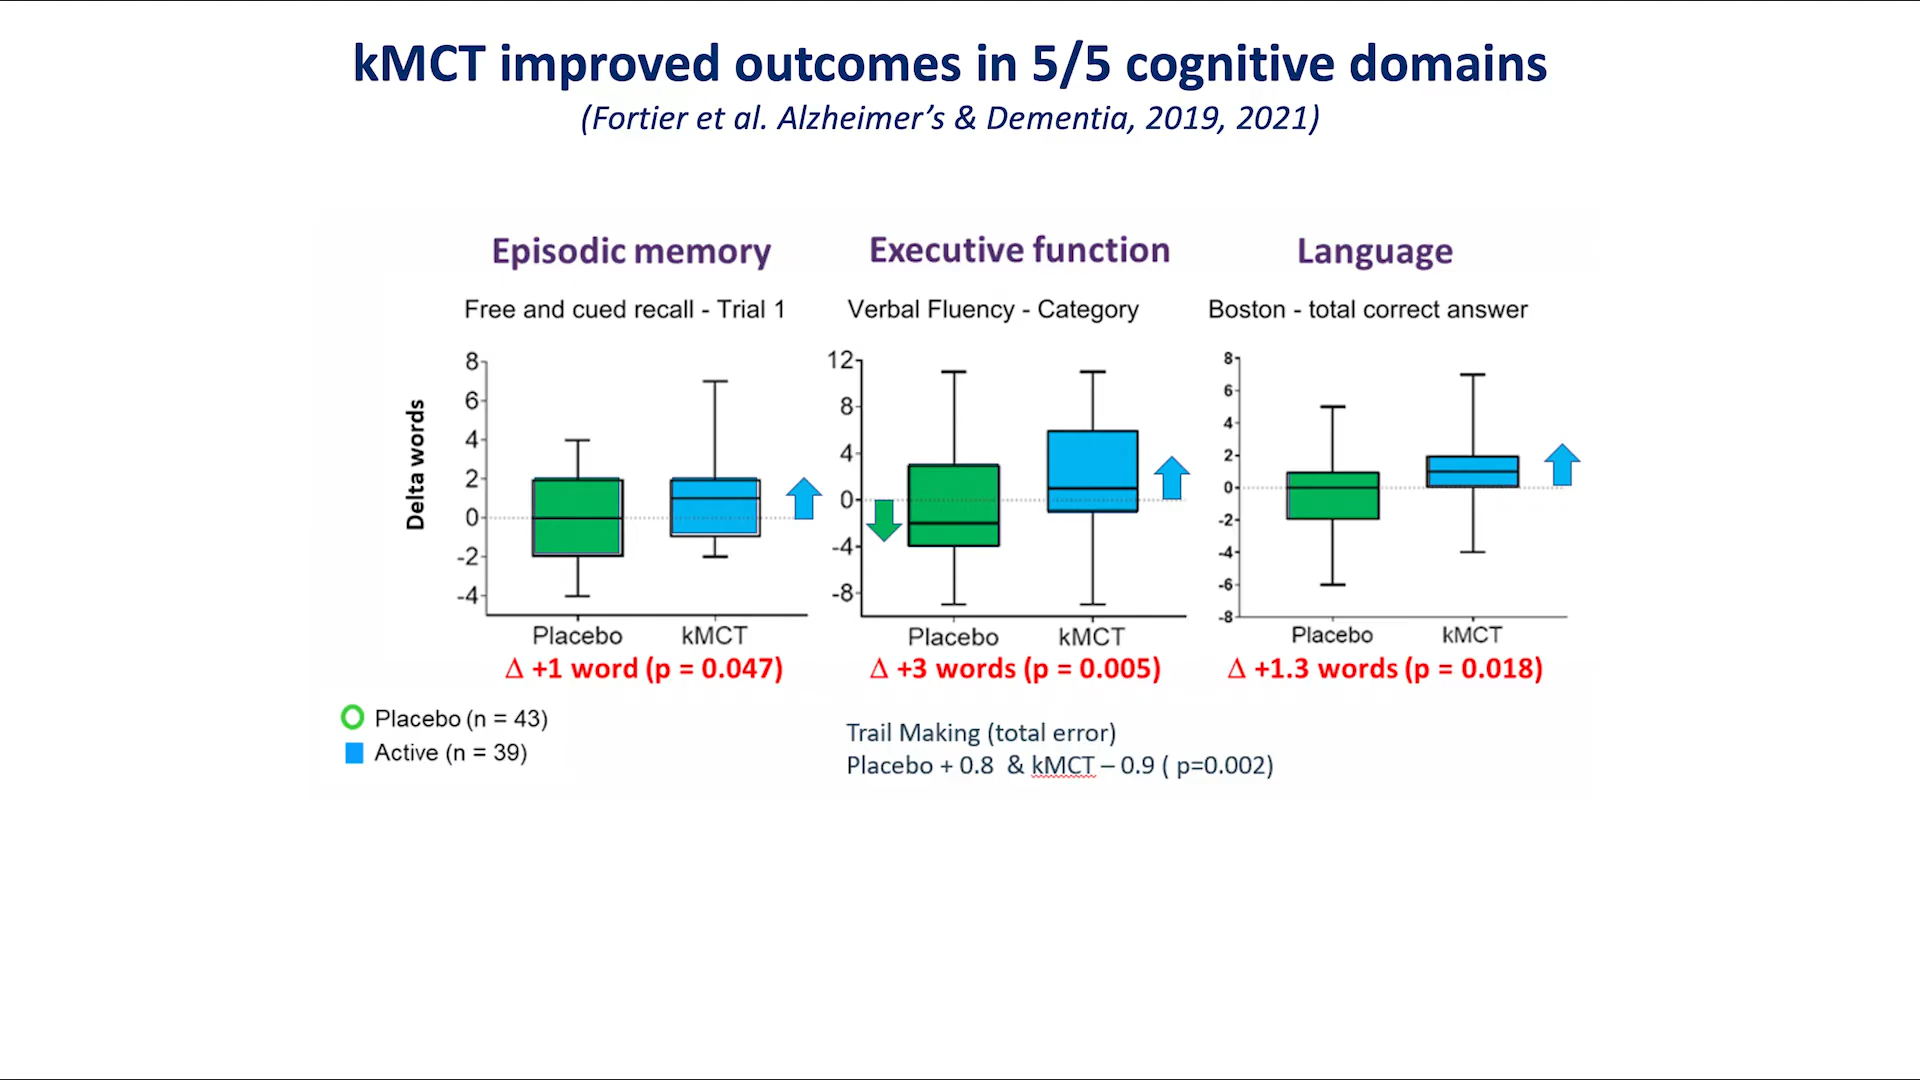 kMCT improved outcomes in 5/5 cognitive domains
(Fortier et al. Alzheimer’s & Dementia, 2019, 2021)
Episodic memory
Executive function
Language
Free and cued recall - Trial 1
Verbal Fluency - Category
Boston - total correct answer
Delta words
8
6
4
2
0
-2
-4
Placebo
kMCT
12
8
4
0
-4
-8
Placebo
kMCT
8
6
4
2
0
-2
-4
-6
-8
Placebo
kMCT
Δ +1 word (p = 0.047)
Δ +3 words (p = 0.005)
Δ +1.3 words (p = 0.018)
Placebo (n = 43)
Active (n = 39)
Trail Making (total error)
Placebo + 0.8 & kMCT – 0.9 ( p=0.002)